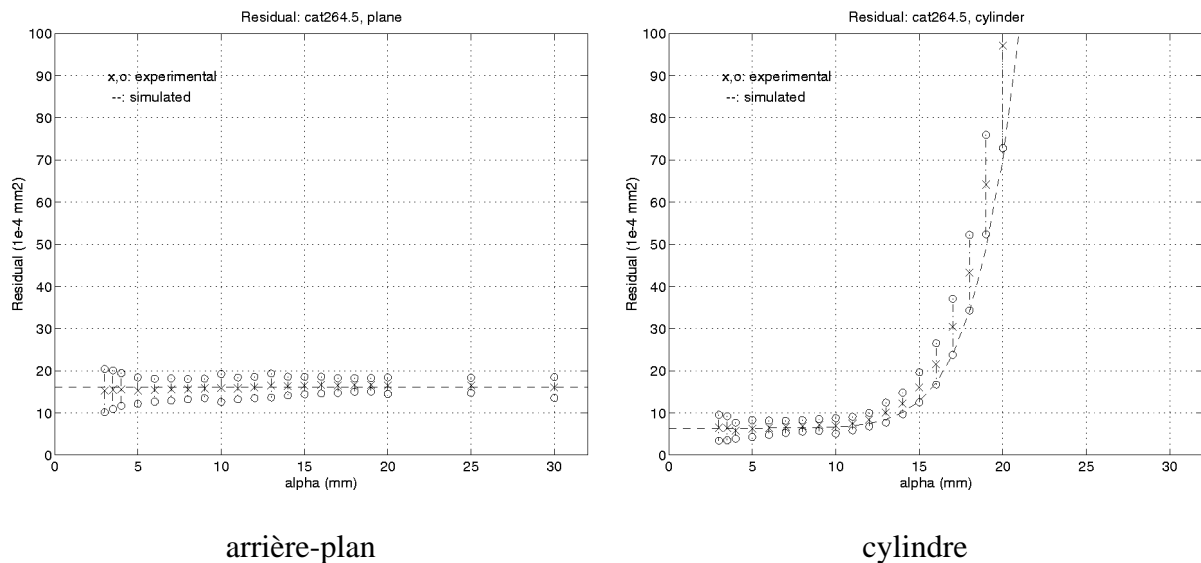 Residual: cat264.5, plane
100
90
80
70
60
50
40
30
20
10
0
Residual (1e-4 mm2)
x,o: experimental
--: simulated
0 5 10 15 20 25 30
alpha (mm)
arrière-plan
Residual: cat264.5, cylinder
100
90
80
70
60
50
40
30
20
10
0
Residual (1e-4 mm2)
x,o: experimental
--: simulated
0 5 10 15 20 25 30
alpha (mm)
cylindre